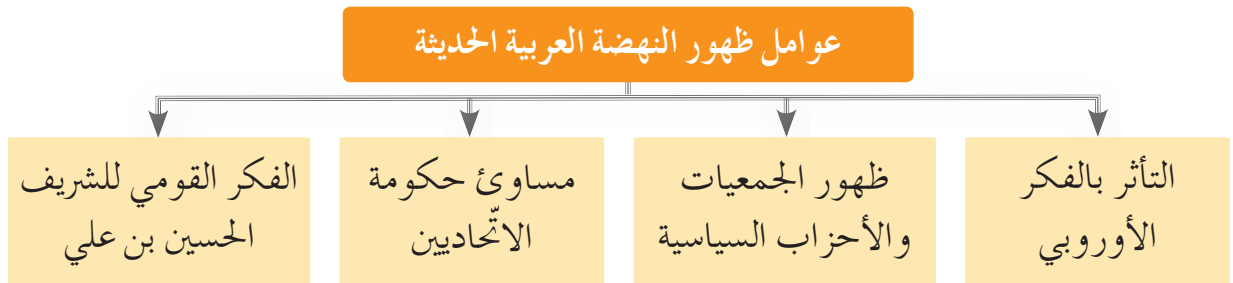 عوامل ظهور النهضة العربية الحديثة
التأثر بالفكر
الأوروبي
ظهور الجمعيات
والأحزاب السياسية
مساوئ حكومة
الاتّحاديين
الفكر القومي للشريف
الحسين بن علي